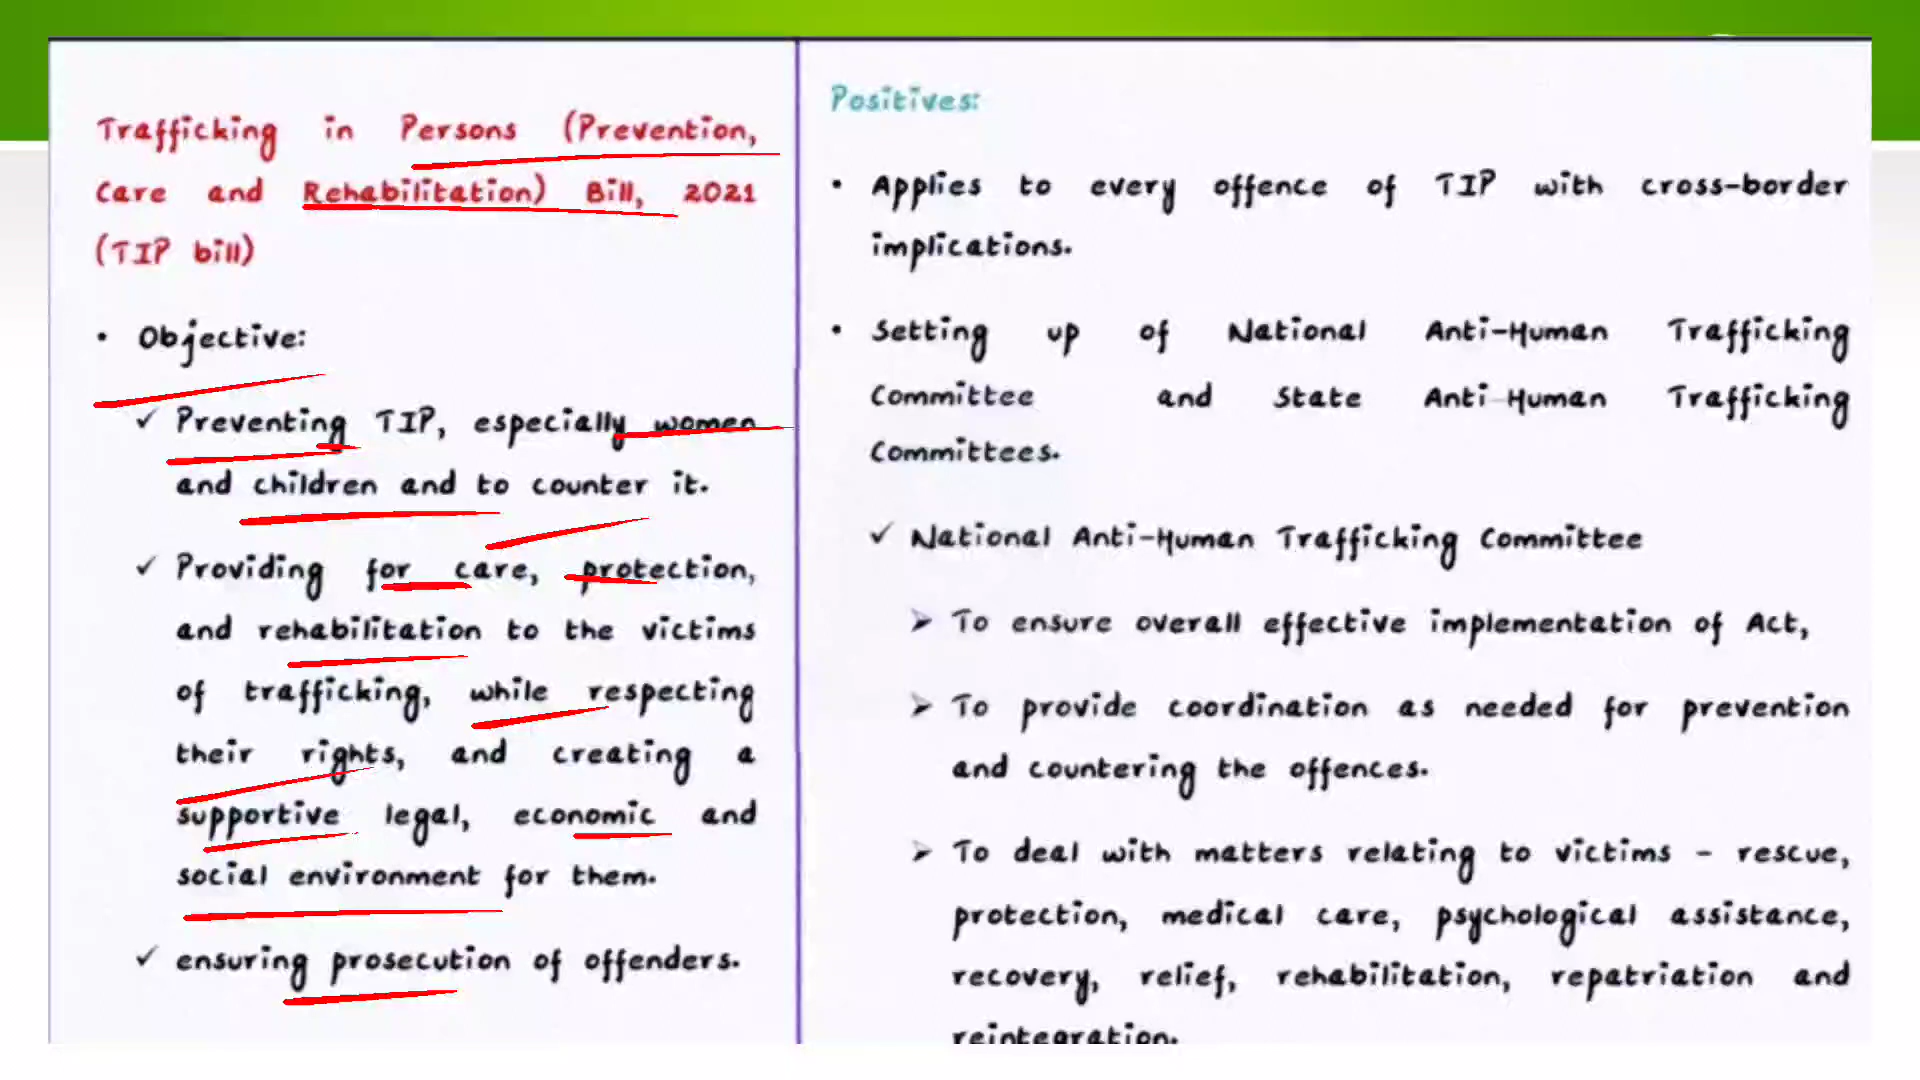 Trafficking in Persons (Prevention,
Care and Rehabilitation) Bill, 2021
(TIP bill)
• Objective:
✓ Preventing TIP, especially women
and children and to counter it.
✓ Providing for care, protection,
and rehabilitation to the victims
of trafficking, while respecting
their rights, and creating a
supportive legal, economic and
social environment for them.
✓ ensuring prosecution of offenders.
Positives:
• Applies to every offence of TIP with cross-border
implications.
• Setting up of National Anti-Human Trafficking
Committee and State Anti-Human Trafficking
Committees.
✓ National Anti-Human Trafficking Committee
➢ To ensure overall effective implementation of Act,
➢ To provide coordination as needed for prevention
and countering the offences.
➢ To deal with matters relating to victims – rescue,
protection, medical care, psychological assistance,
recovery, relief, rehabilitation, repatriation and
reintegration.